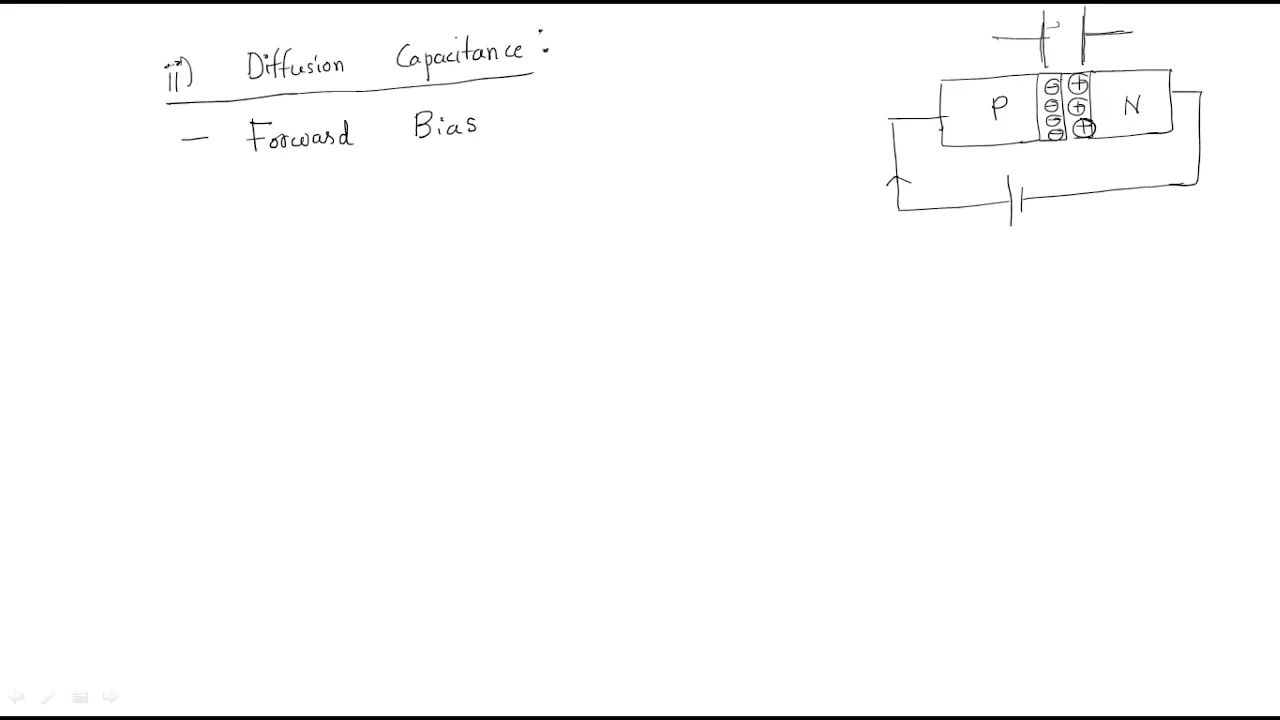 ii) Diffusion Capacitance :
— Forward Bias
P ⊖ ⊕ N
⊖ ⊕
⊖ ⊕
⊖